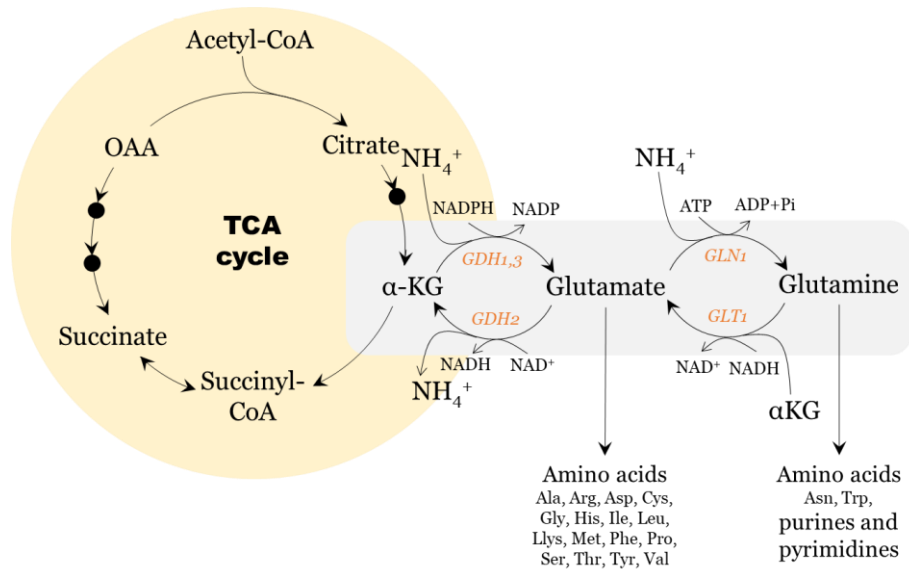 Acetyl-CoA
OAA
Citrate
TCA
cycle
Succinate
Succinyl-
CoA
α-KG
NH₄⁺
NADPH
NADP
GDH1,3
Glutamate
GDH2
NADH
NAD⁺
NH₄⁺
NH₄⁺
ATP
ADP+Pi
GLN1
Glutamine
GLT1
NAD⁺
NADH
αKG
Amino acids
Ala, Arg, Asp, Cys,
Gly, His, Ile, Leu,
Llys, Met, Phe, Pro,
Ser, Thr, Tyr, Val
Amino acids
Asn, Trp,
purines and
pyrimidines